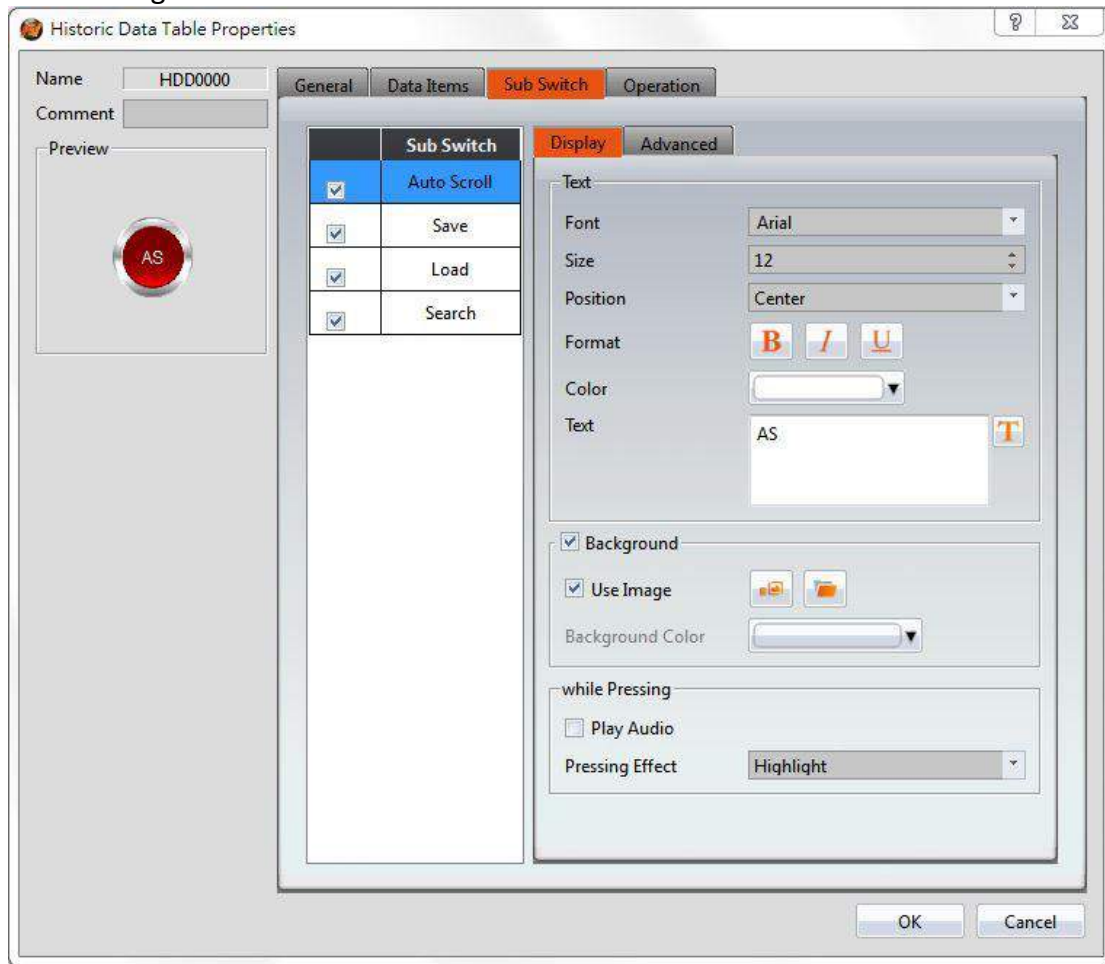 Historic Data Table Properties
Name HDD0000
Comment
Preview
AS
General Data Items Sub Switch Operation
Sub Switch
Auto Scroll
Save
Load
Search
Display Advanced
Text
Font Arial
Size 12
Position Center
Format B I U
Color
Text AS T
Background
Use Image
Background Color
while Pressing
Play Audio
Pressing Effect Highlight
OK Cancel